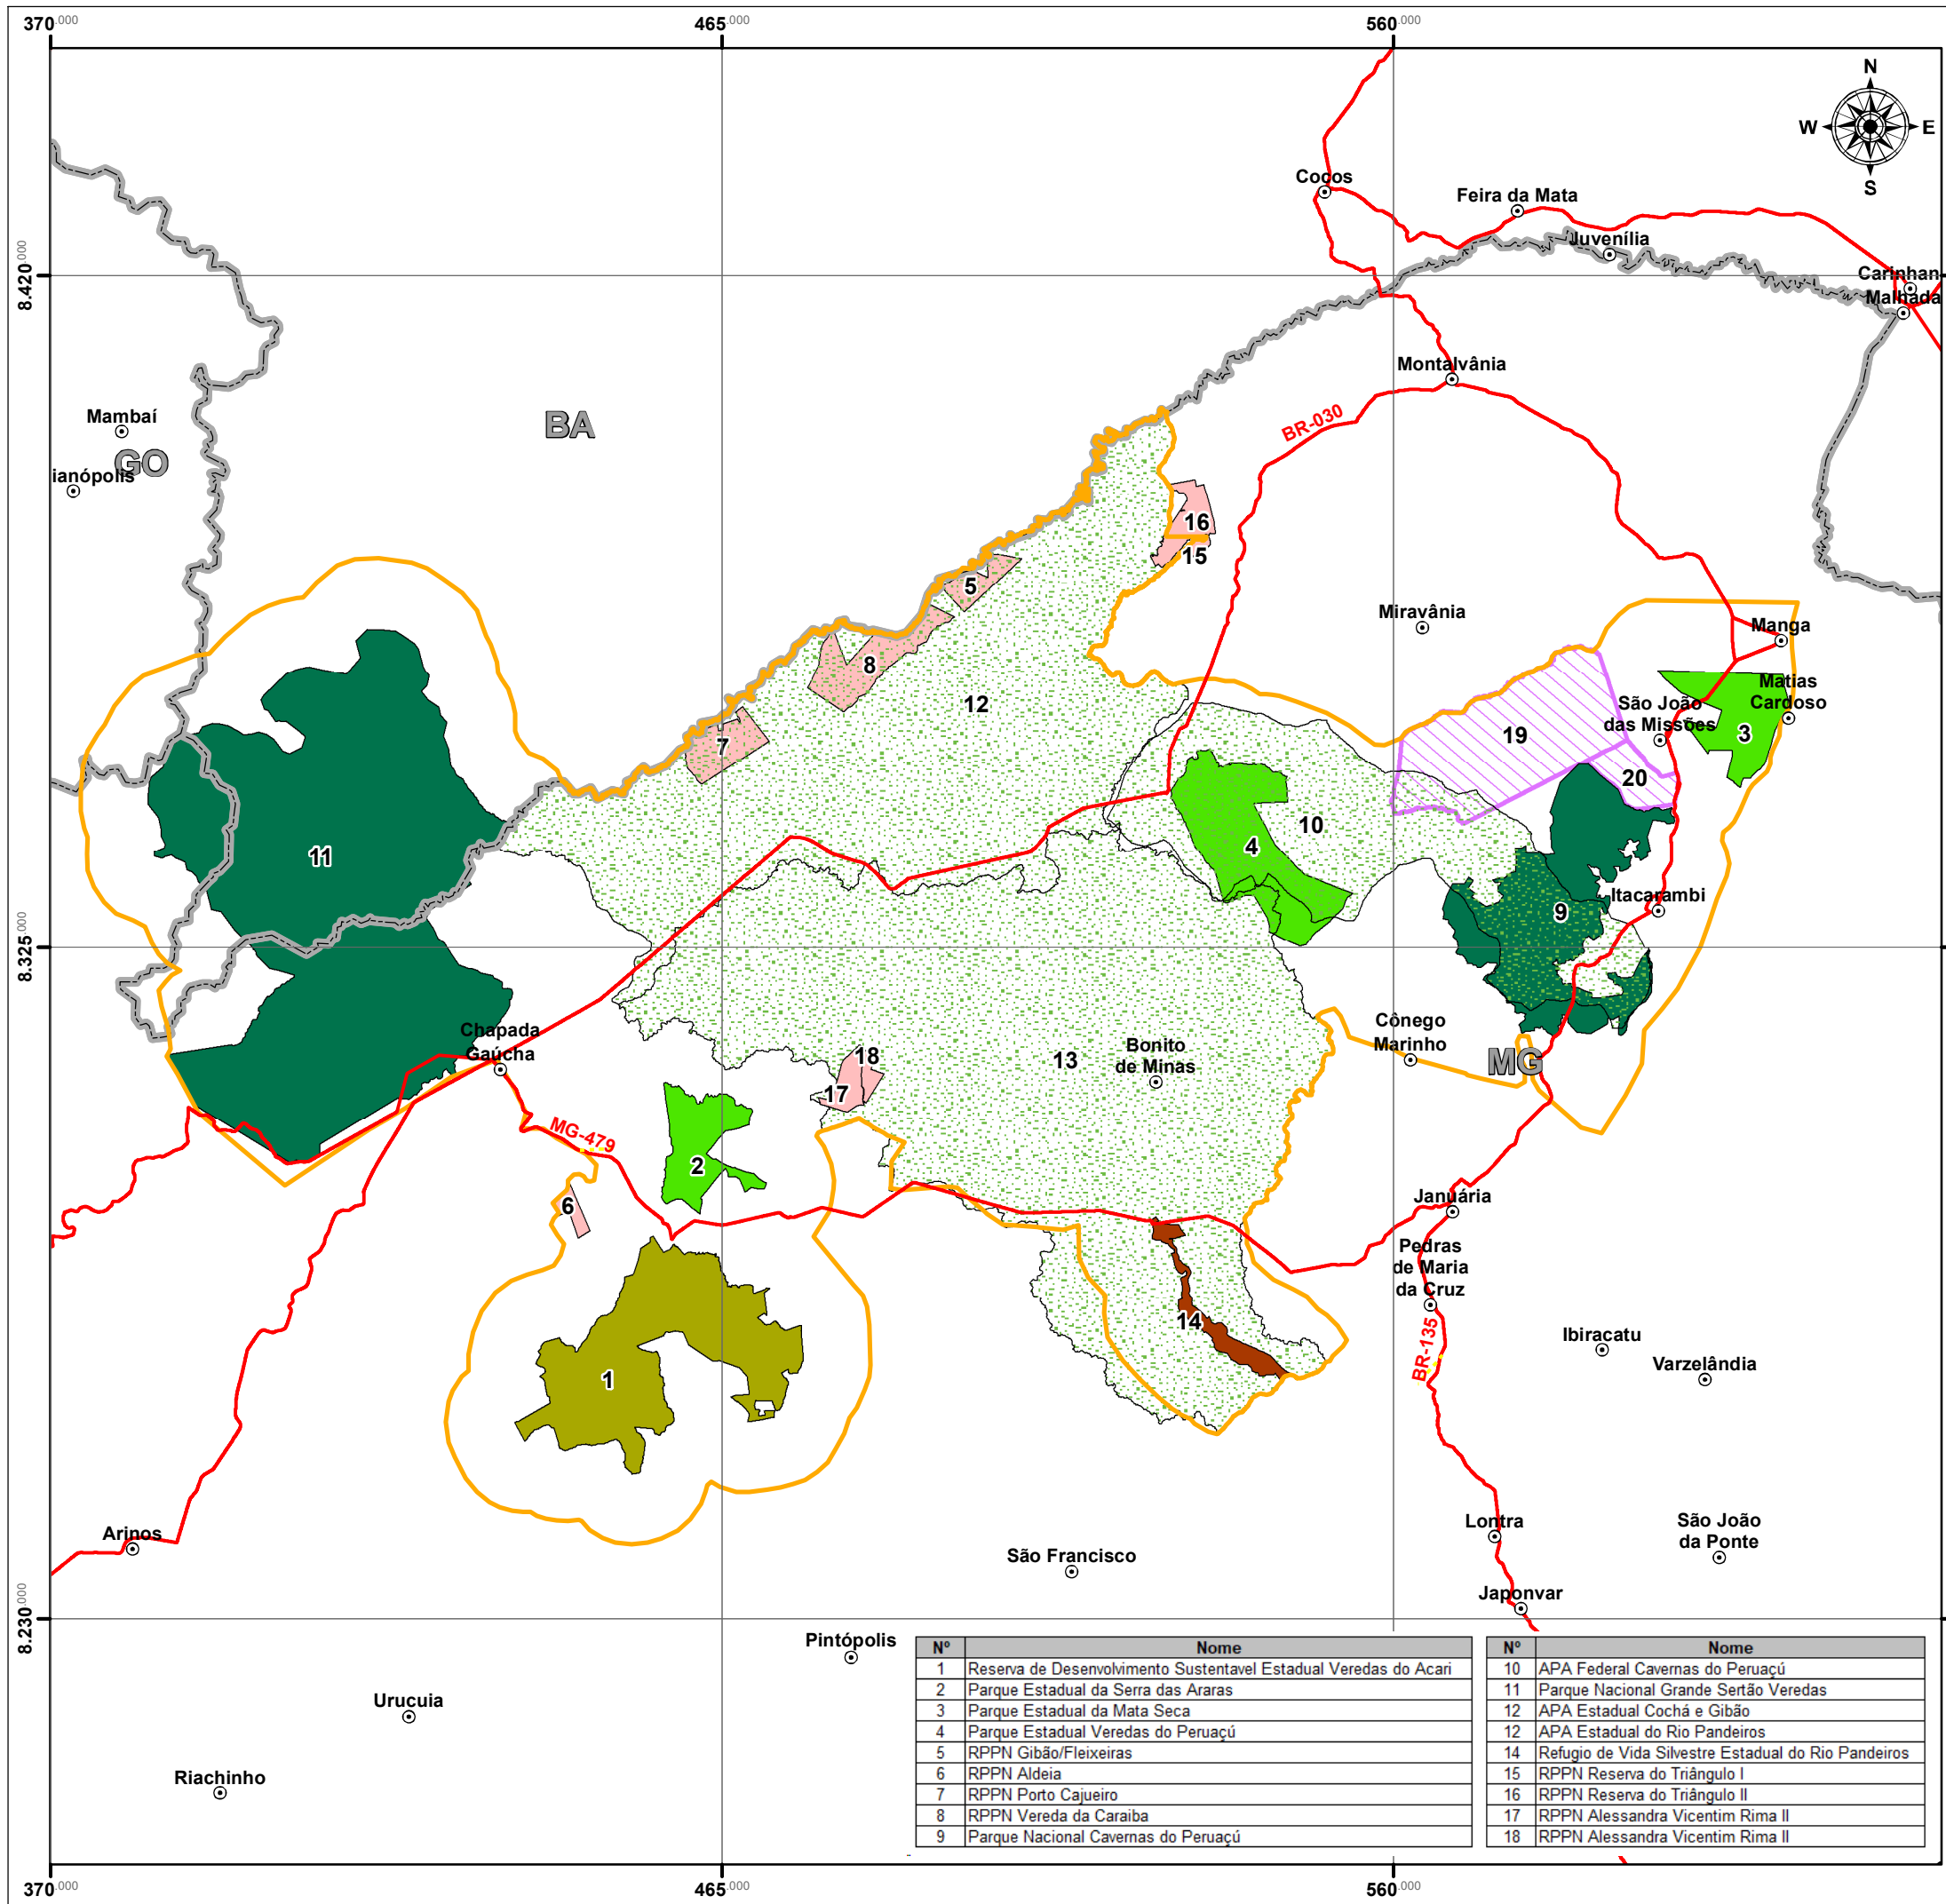 370.000
465.000
560.000
N
W
E
S
Cocos
Feira da Mata
Juvenília
8.420.000
Carinhan
Malhada
Montalvânia
Mambaí
BA
BR-030
GO
ianópolis
16
15
5
Miravânia
Manga
8
Matias
Cardoso
12
São João
das Missões
7
19
3
20
10
4
11
Itacarambi
9
8.325.000
Chapada
Gaúcha
Cônego
Marinho
18
13
Bonito
de Minas
MG
17
MG-479
2
6
Januária
Pedras
de Maria
da Cruz
14
Ibiracatu
BR-135
Varzelândia
1
Arinos
Lontra
São João
da Ponte
São Francisco
Japonvar
8.230.000
Pintópolis
Urucuia
Riachinho
Nº Nome
1 Reserva de Desenvolvimento Sustentavel Estadual Veredas do Acari
2 Parque Estadual da Serra das Araras
3 Parque Estadual da Mata Seca
4 Parque Estadual Veredas do Peruaçú
5 RPPN Gibão/Fleixeiras
6 RPPN Aldeia
7 RPPN Porto Cajueiro
8 RPPN Vereda da Caraiba
9 Parque Nacional Cavernas do Peruaçú
Nº Nome
10 APA Federal Cavernas do Peruaçú
11 Parque Nacional Grande Sertão Veredas
12 APA Estadual Cochá e Gibão
12 APA Estadual do Rio Pandeiros
14 Refugio de Vida Silvestre Estadual do Rio Pandeiros
15 RPPN Reserva do Triângulo I
16 RPPN Reserva do Triângulo II
17 RPPN Alessandra Vicentim Rima II
18 RPPN Alessandra Vicentim Rima II
370.000
465.000
560.000